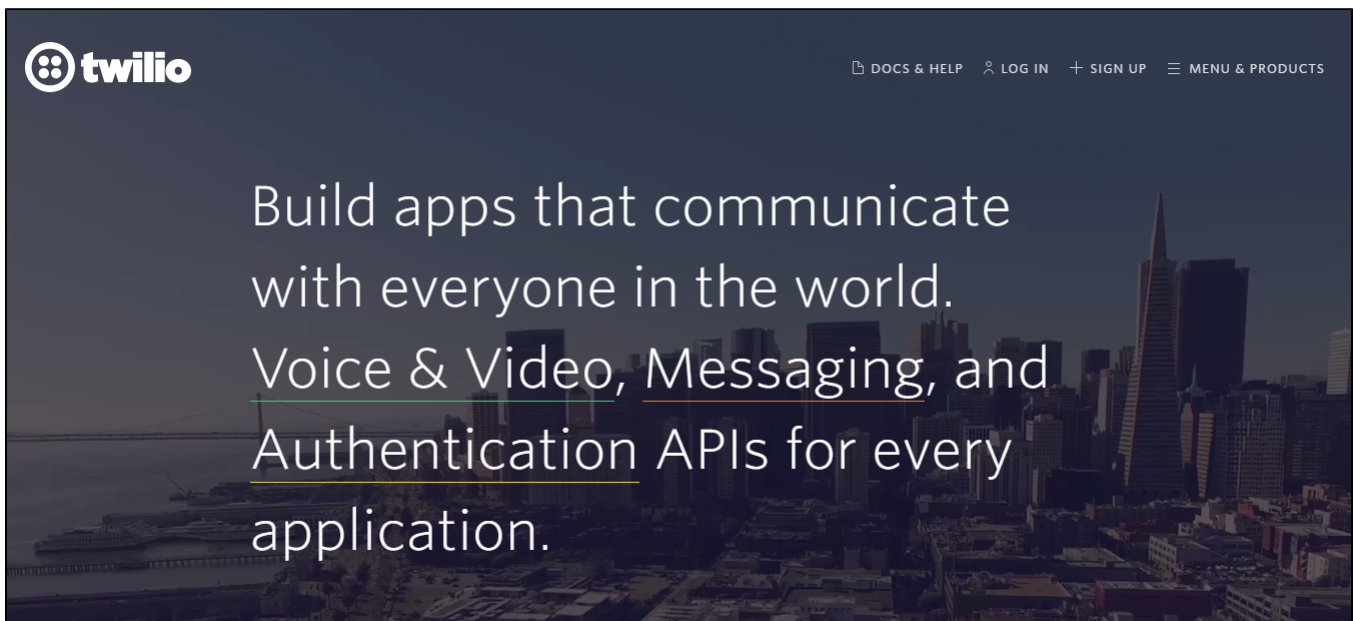 twilio
DOCS & HELP
LOG IN
SIGN UP
MENU & PRODUCTS
Build apps that communicate
with everyone in the world.
Voice & Video, Messaging, and
Authentication APIs for every
application.